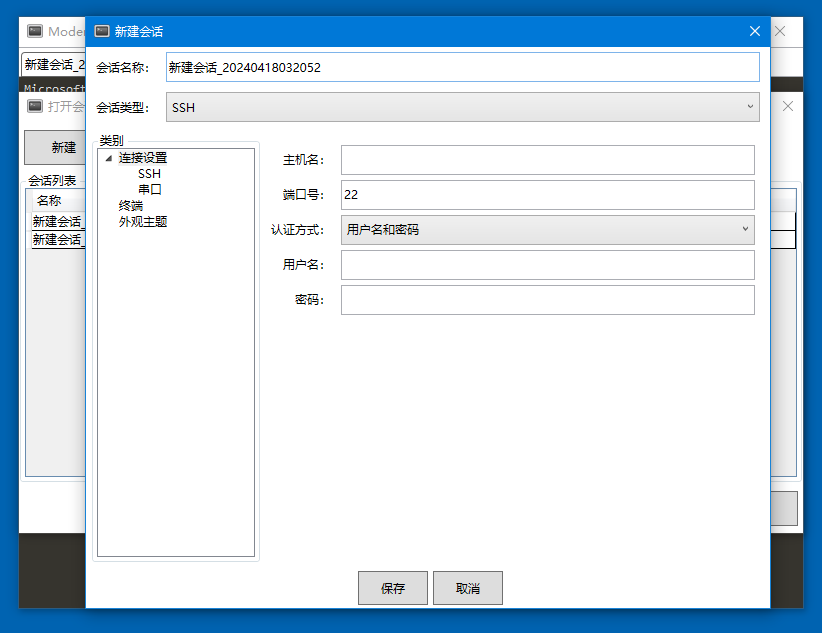 Moder
新建会话
新建会话_2
会话名称：
新建会话_20240418032052
Microsoft
打开会
会话类型：
SSH
新建
类别
连接设置
SSH
串口
终端
外观主题
主机名：
端口号：
22
认证方式：
用户名和密码
用户名：
密码：
会话列表
名称
新建会话_
新建会话_
保存
取消